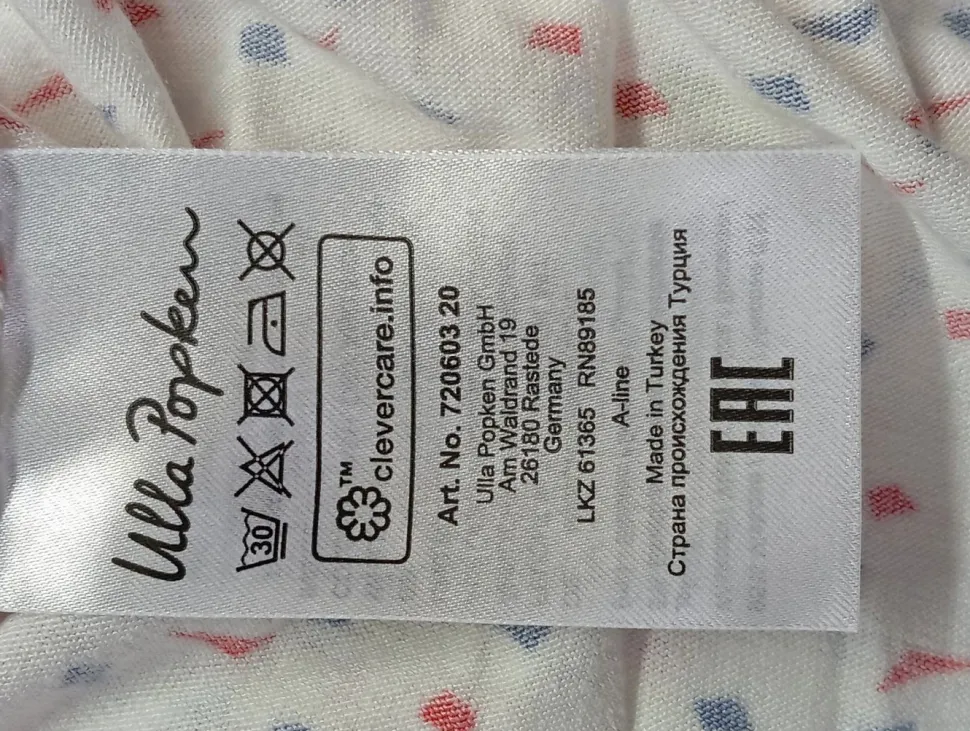 Ulla Popken
30
clevercare.info
TM
Art. No. 720603 20
Ulla Popken GmbH
Am Waldrand 19
26180 Rastede
Germany
LKZ 61365 RN89185
A-line
Made in Turkey
Страна происхождения Турция
EAC